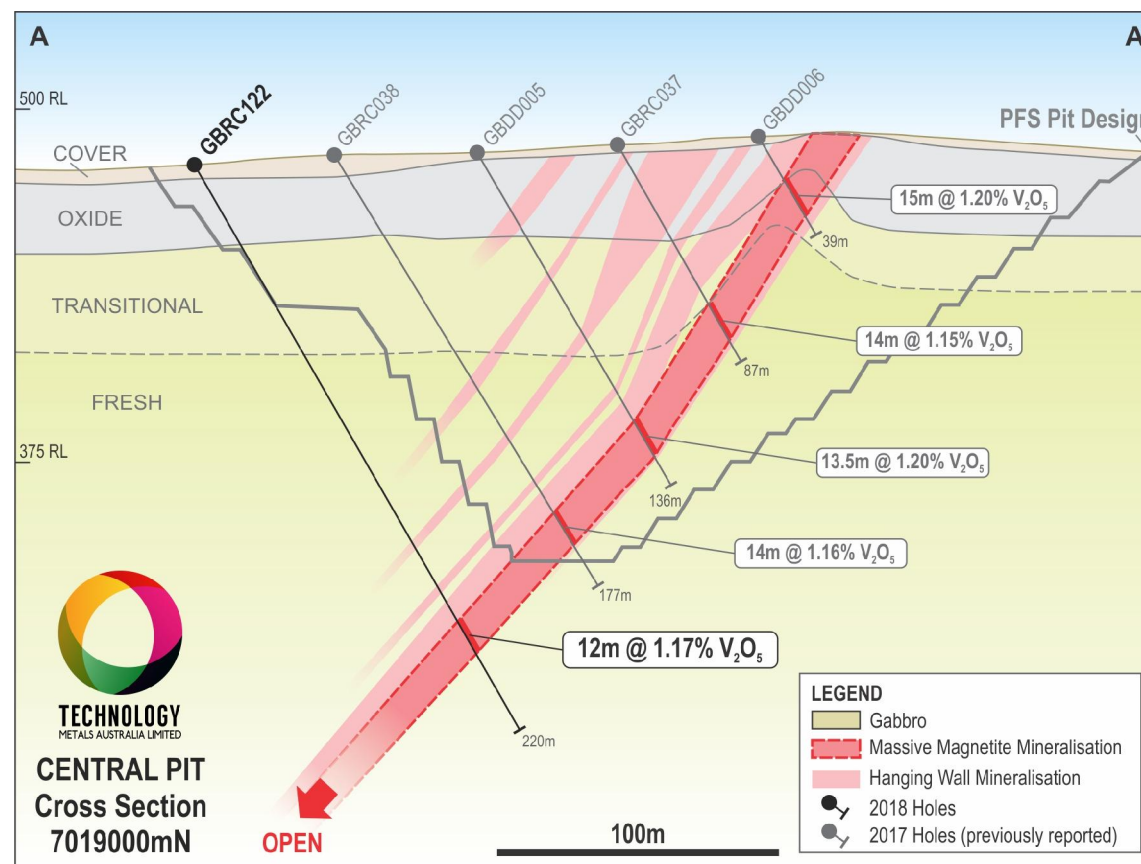 A
A
GBRC122
GBRC038
GBDD005
GBRC037
GBDD006
500 RL
PFS Pit Design
COVER
OXIDE
15m @ 1.20% V₂O₅
39m
TRANSITIONAL
14m @ 1.15% V₂O₅
87m
FRESH
375 RL
13.5m @ 1.20% V₂O₅
136m
14m @ 1.16% V₂O₅
177m
12m @ 1.17% V₂O₅
220m
TECHNOLOGY
METALS AUSTRALIA LIMITED
CENTRAL PIT
Cross Section
7019000mN
OPEN
100m
LEGEND
Gabbro
Massive Magnetite Mineralisation
Hanging Wall Mineralisation
2018 Holes
2017 Holes (previously reported)